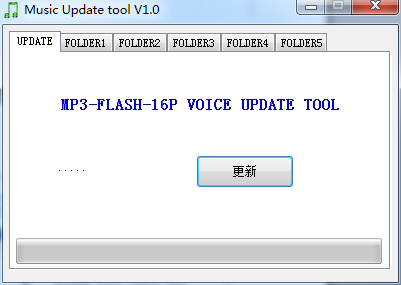 Music Update tool V1.0
UPDATE FOLDER1 FOLDER2 FOLDER3 FOLDER4 FOLDER5
MP3-FLASH-16P VOICE UPDATE TOOL
..... 更新